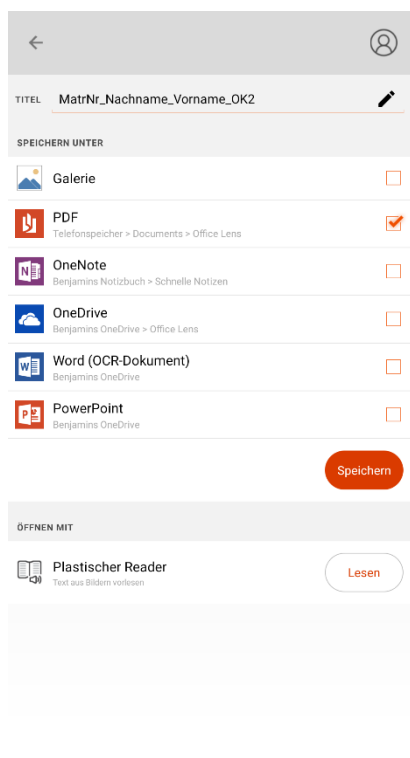 TITEL MatrNr_Nachname_Vorname_OK2
SPEICHERN UNTER
Galerie
PDF
Telefonspeicher > Documents > Office Lens
OneNote
Benjamins Notizbuch > Schnelle Notizen
OneDrive
Benjamins OneDrive > Office Lens
Word (OCR-Dokument)
Benjamins OneDrive
PowerPoint
Benjamins OneDrive
Speichern
ÖFFNEN MIT
Plastischer Reader
Text aus Bildern vorlesen
Lesen